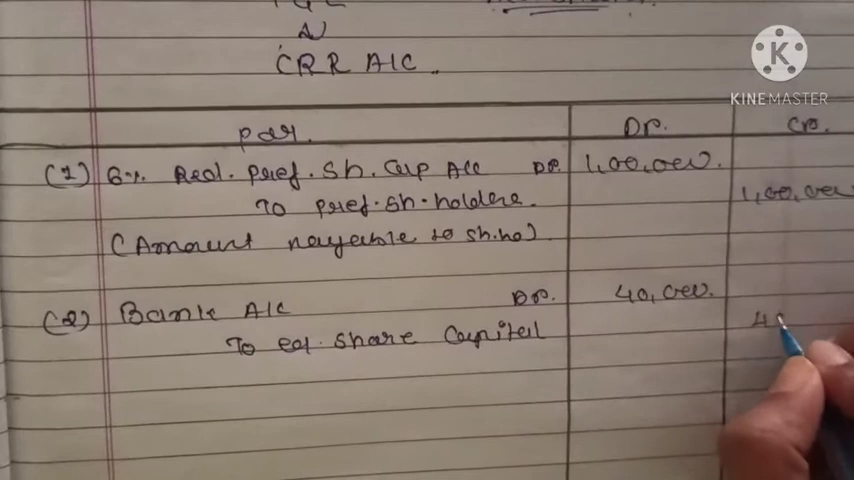 CRR A/C.
KINEMASTER
Par. Dr. Cr.
(1) 6% Red. Pref. Sh. Cap A/c Dr. 1,00,000.
To Pref. Sh. holders. 1,00,000
(Amount payable to sh.ho)
(2) Bank A/C Dr. 40,000.
To eq. share Capital 4